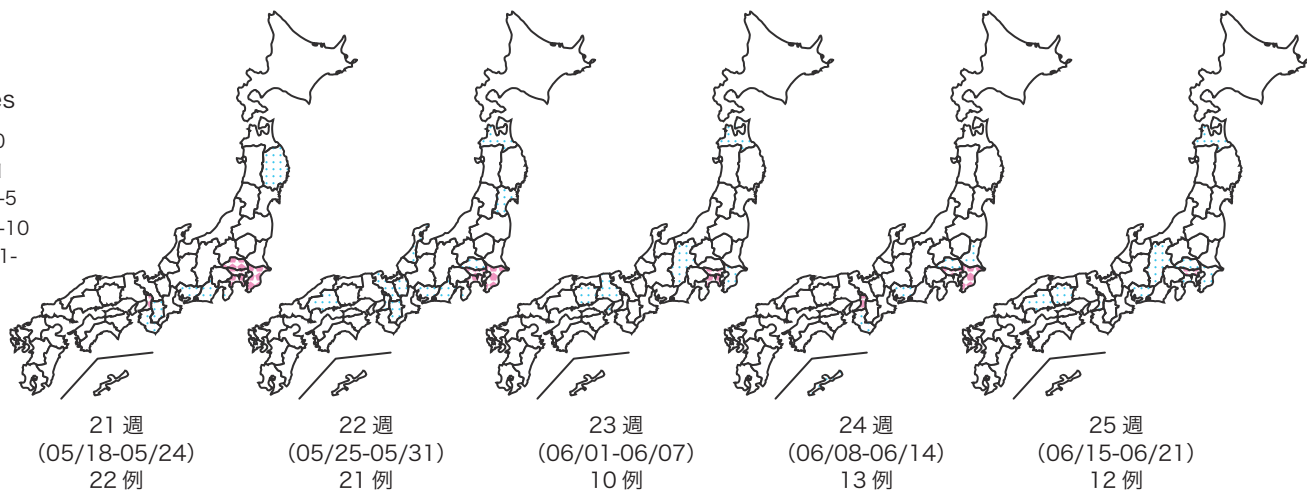 es
0
-5
-10
1-
21 週
（05/18-05/24）
22 例
22 週
（05/25-05/31）
21 例
23 週
（06/01-06/07）
10 例
24 週
（06/08-06/14）
13 例
25 週
（06/15-06/21）
12 例